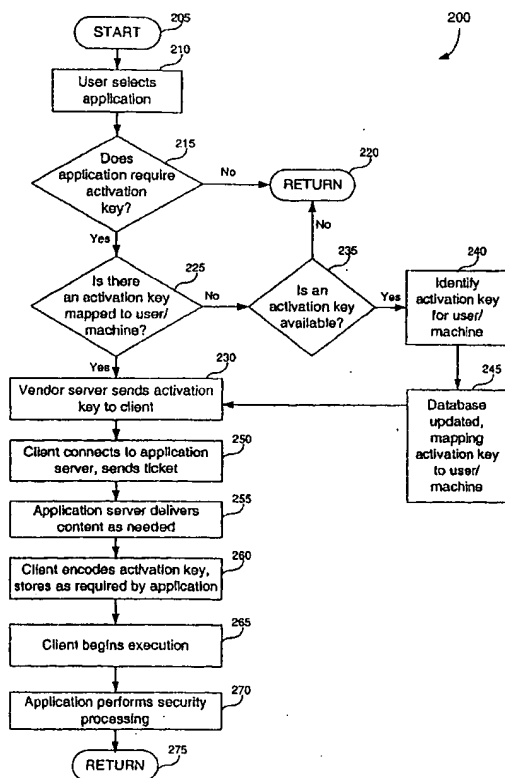 205
START
200
210
User selects
application
215
Does
application require
activation
key?
No
220
RETURN
Yes
No
225
Is there
an activation key
mapped to user/
machine?
No
235
Is an
activation key
available?
Yes
240
Identify
activation key
for user/
machine
Yes
230
Vendor server sends activation
key to client
245
Database
updated,
mapping
activation key
to user/
machine
250
Client connects to application
server, sends ticket
255
Application server delivers
content as needed
260
Client encodes activation key,
stores as required by application
265
Client begins execution
270
Application performs security
processing
RETURN
275